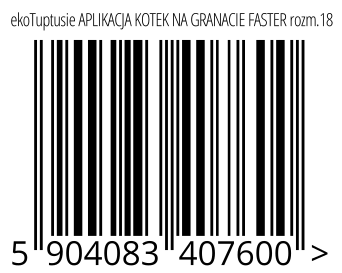 ekoTuptusie APLIKACJA KOTEK NA GRANACIE FASTER rozm.18
5 904083 407600 >